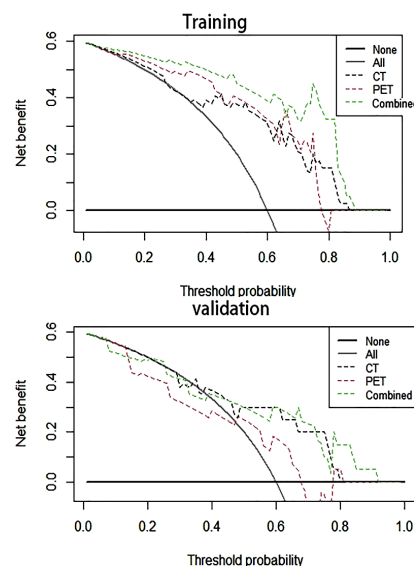 Training
0.6
0.4
0.2
0.0
Net benefit
None
All
CT
PET
Combined
0.0 0.2 0.4 0.6 0.8 1.0
Threshold probability
validation
0.6
0.4
0.2
0.0
Net benefit
None
All
CT
PET
Combined
0.0 0.2 0.4 0.6 0.8 1.0
Threshold probability